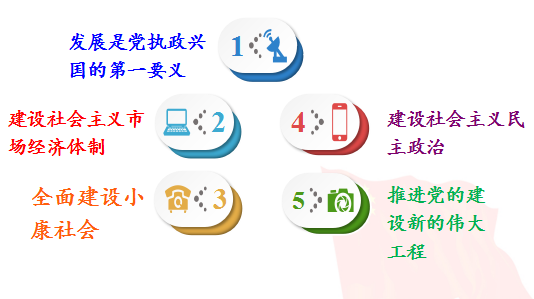 发展是党执政兴
国的第一要义
1
建设社会主义市
场经济体制
2
全面建设小
康社会
3
4
建设社会主义民
主政治
5
推进党的建
设新的伟大
工程